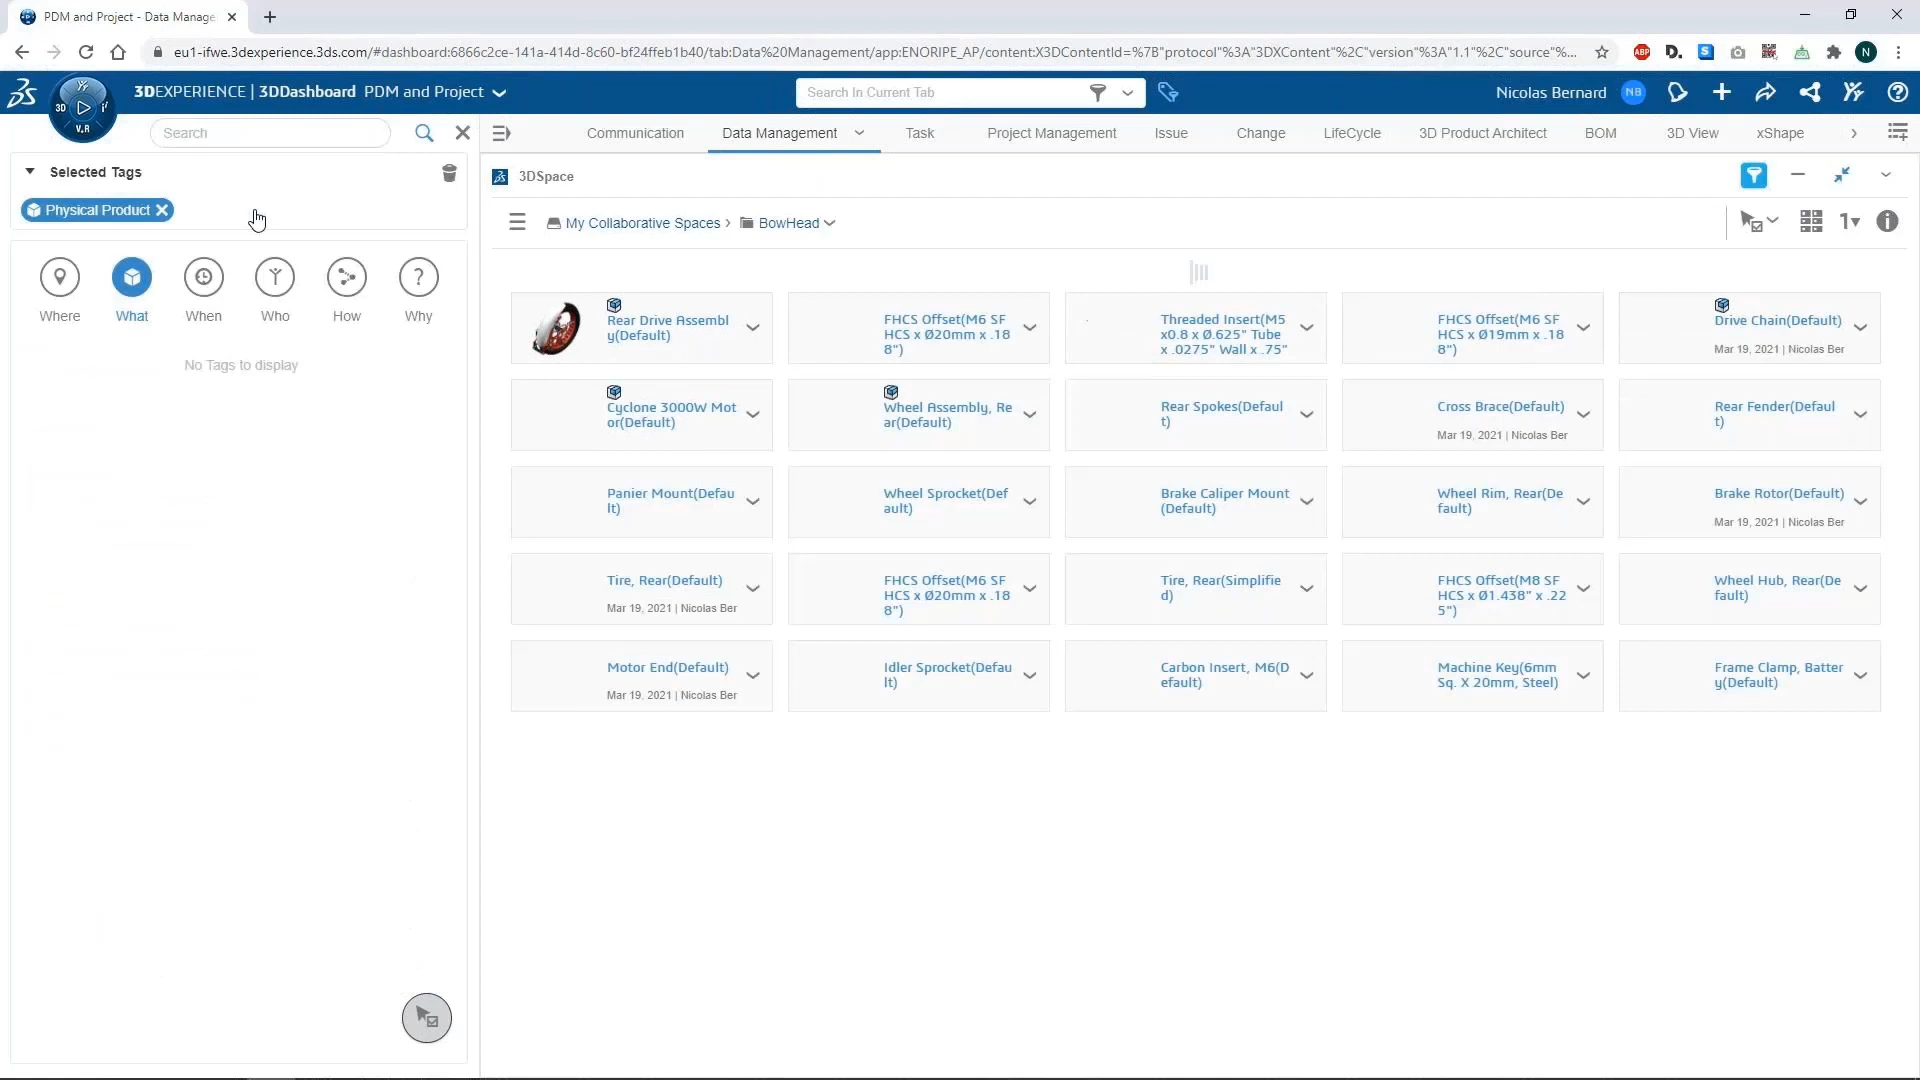 PDM and Project - Data Manage
eu1-ifwe.3dexperience.3ds.com/#dashboard:6866c2ce-141a-414d-8c60-bf24ffeb1b40/tab:Data%20Management/app:ENORIPE_AP/content:X3DContentId=%7B"protocol"%3A"3DXContent"%2C"version"%3A"1.1"%2C"source"%...
ABP
D.
S
N
3D
V.R
3DEXPERIENCE | 3DDashboard PDM and Project
Search In Current Tab
Nicolas Bernard NB
Search
Communication Data Management Task Project Management Issue Change LifeCycle 3D Product Architect BOM 3D View xShape
Selected Tags
Physical Product
Where What When Who How Why
No Tags to display
3DSpace
My Collaborative Spaces > BowHead
1
Rear Drive Assembl
y(Default)
FHCS Offset(M6 SF
HCS x Ø20mm x .18
8")
Threaded Insert(M5
x0.8 x Ø.625" Tube
x .0275" Wall x .75"
FHCS Offset(M6 SF
HCS x Ø19mm x .18
8")
Drive Chain(Default)
Mar 19, 2021 | Nicolas Ber
Cyclone 3000W Mot
or(Default)
Wheel Assembly, Re
ar(Default)
Rear Spokes(Defaul
t)
Cross Brace(Default)
Mar 19, 2021 | Nicolas Ber
Rear Fender(Defaul
t)
Panier Mount(Defau
lt)
Wheel Sprocket(Def
ault)
Brake Caliper Mount
(Default)
Wheel Rim, Rear(De
fault)
Brake Rotor(Default)
Mar 19, 2021 | Nicolas Ber
Tire, Rear(Default)
Mar 19, 2021 | Nicolas Ber
FHCS Offset(M6 SF
HCS x Ø20mm x .18
8")
Tire, Rear(Simplifie
d)
FHCS Offset(M8 SF
HCS x Ø1.438" x .22
5")
Wheel Hub, Rear(De
fault)
Motor End(Default)
Mar 19, 2021 | Nicolas Ber
Idler Sprocket(Defau
lt)
Carbon Insert, M6(D
efault)
Machine Key(6mm
Sq. X 20mm, Steel)
Frame Clamp, Batter
y(Default)